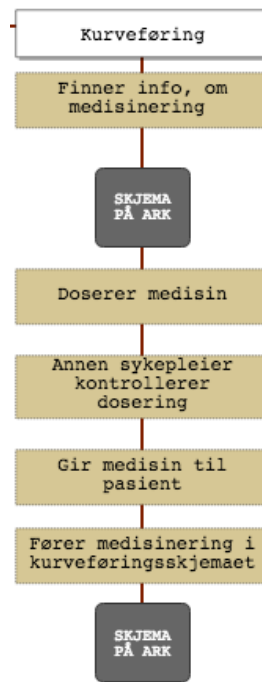 Kurveføring
Finner info, om
medisinering
SKJEMA
PÅ ARK
Doserer medisin
Annen sykepleier
kontrollerer
dosering
Gir medisin til
pasient
Fører medisinering i
kurveføringsskjemaet
SKJEMA
PÅ ARK